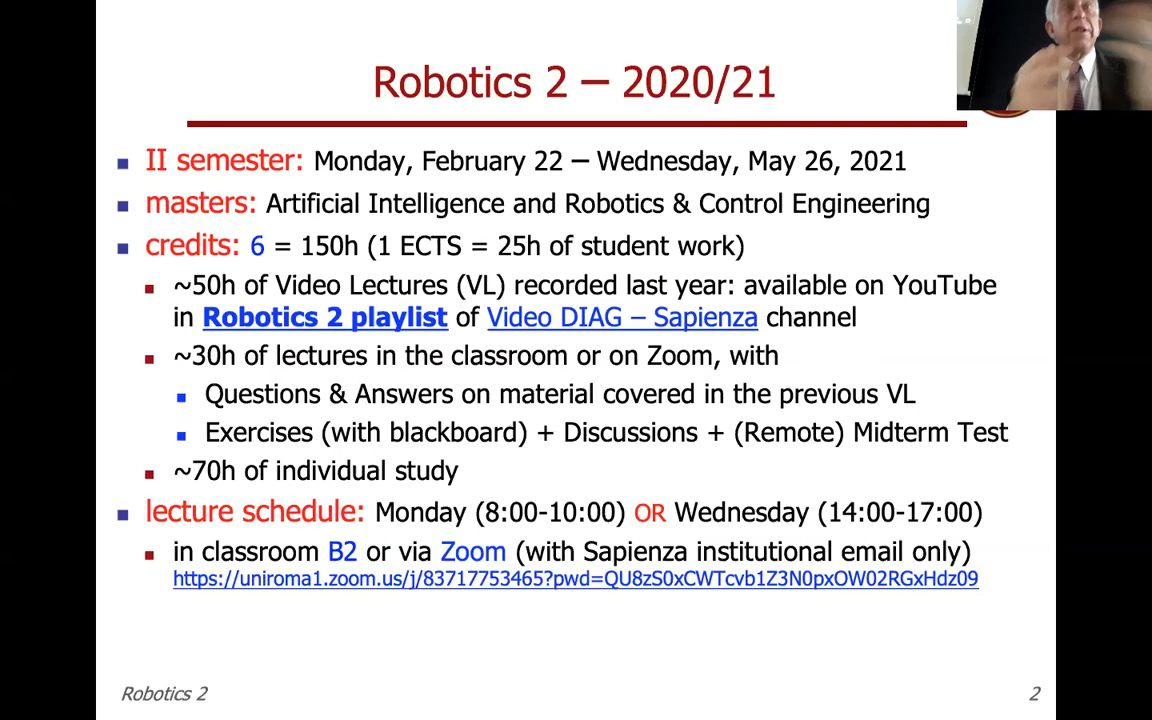 Robotics 2 – 2020/21
II semester: Monday, February 22 – Wednesday, May 26, 2021
masters: Artificial Intelligence and Robotics & Control Engineering
credits: 6 = 150h (1 ECTS = 25h of student work)
~50h of Video Lectures (VL) recorded last year: available on YouTube
in Robotics 2 playlist of Video DIAG – Sapienza channel
~30h of lectures in the classroom or on Zoom, with
Questions & Answers on material covered in the previous VL
Exercises (with blackboard) + Discussions + (Remote) Midterm Test
~70h of individual study
lecture schedule: Monday (8:00-10:00) OR Wednesday (14:00-17:00)
in classroom B2 or via Zoom (with Sapienza institutional email only)
https://uniroma1.zoom.us/j/83717753465?pwd=QU8zS0xCWTcvb1Z3N0pxOW02RGxHdz09
Robotics 2
2